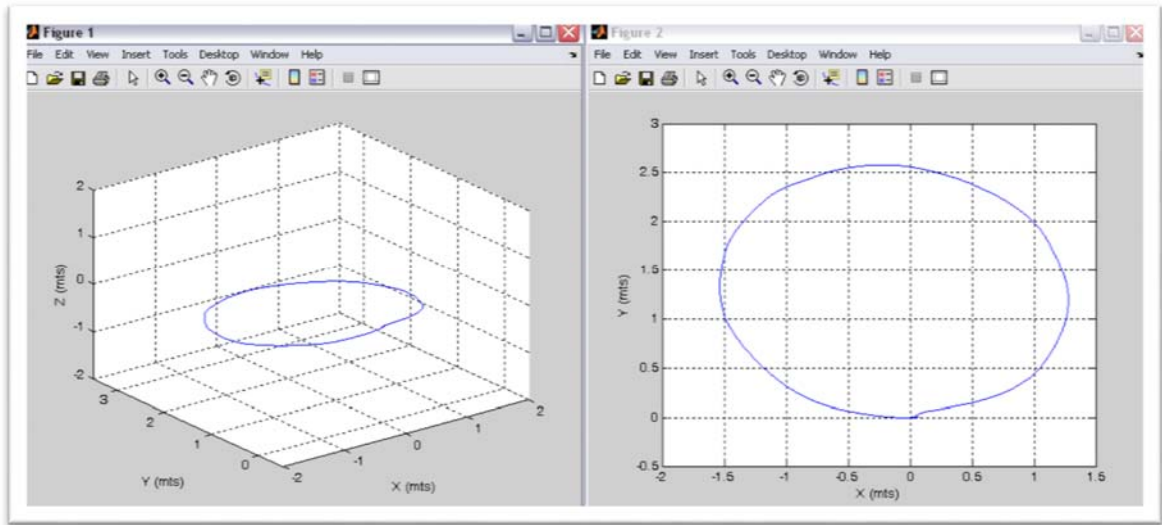 Figure 1
File Edit View Insert Tools Desktop Window Help
2
1
0
-1
-2
Z (mts)
3
2
1
0
Y (mts)
-2
-1
0
1
2
X (mts)
Figure 2
File Edit View Insert Tools Desktop Window Help
3
2.5
2
1.5
1
0.5
0
-0.5
Y (mts)
-2 -1.5 -1 -0.5 0 0.5 1 1.5
X (mts)